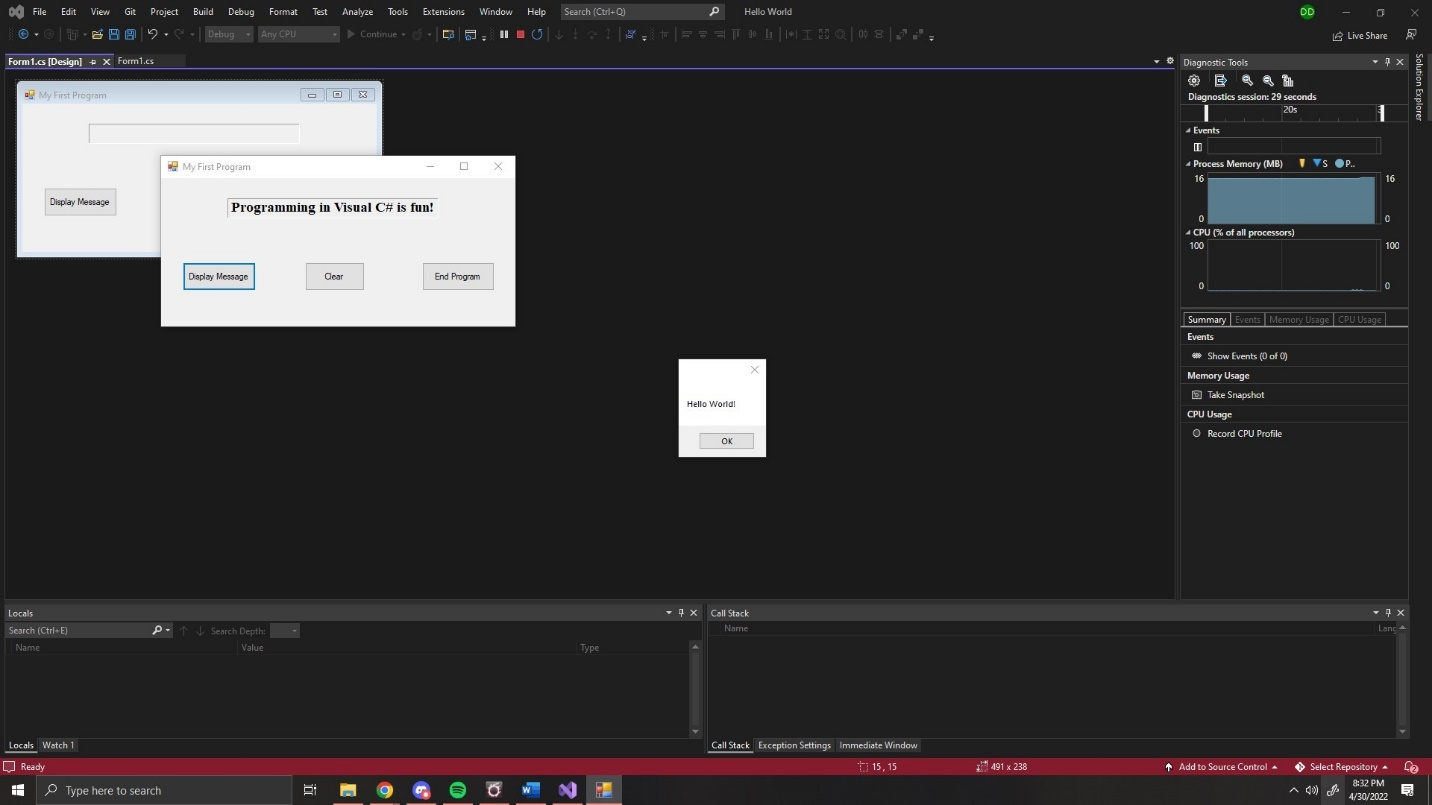 File Edit View Git Project Build Debug Format Test Analyze Tools Extensions Window Help Search (Ctrl+Q) Hello World DD
Debug Any CPU Continue Live Share
Form1.cs [Design] Form1.cs
My First Program
Display Message
My First Program
Programming in Visual C# is fun!
Display Message Clear End Program
Hello World!
OK
Diagnostic Tools
Diagnostics session: 29 seconds
20s
Events
Process Memory (MB) S P..
16 16
0 0
CPU (% of all processors)
100 100
0 0
Summary Events Memory Usage CPU Usage
Events
Show Events (0 of 0)
Memory Usage
Take Snapshot
CPU Usage
Record CPU Profile
Solution Explorer
Locals
Search (Ctrl+E) Search Depth:
Name Value Type
Locals Watch 1
Call Stack
Name Lang
Call Stack Exception Settings Immediate Window
Ready 15 , 15 491 x 238 Add to Source Control Select Repository 2
Type here to search
8:32 PM
4/30/2022